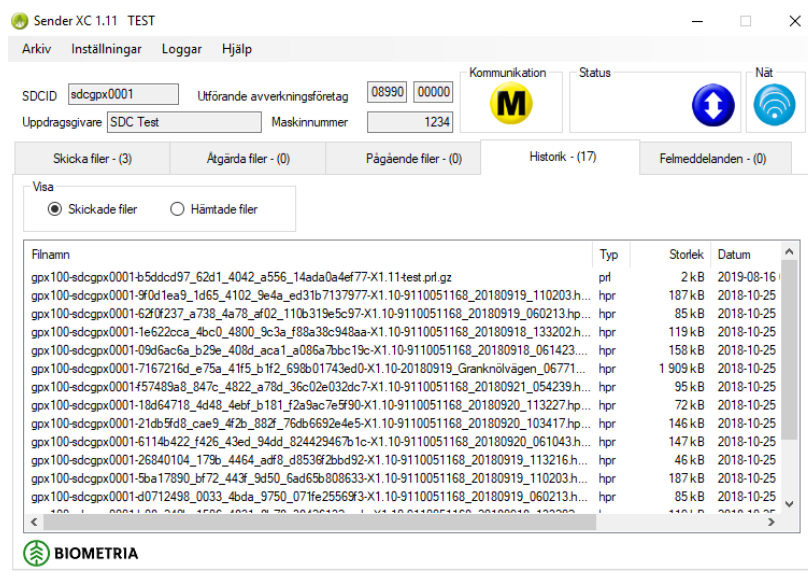 Sender XC 1.11 TEST
Arkiv Inställningar Loggar Hjälp
SDCID sdcgpx0001 Utförande avverkningsföretag 08990 00000
Uppdragsgivare SDC Test Maskinnummer 1234
Kommunikation Status Nät
M
Skicka filer - (3) Åtgärda filer - (0) Pågående filer - (0) Historik - (17) Felmeddelanden - (0)
Visa
Skickade filer Hämtade filer
Filnamn Typ Storlek Datum
gpx100-sdcgpx0001-b5ddcd97_62d1_4042_a556_14ada0a4ef77-X1.11-test.prl.gz prl 2 kB 2019-08-16
gpx100-sdcgpx0001-9f0d1ea9_1d65_4102_9e4a_ed31b7137977-X1.10-9110051168_20180919_110203.h... hpr 187 kB 2018-10-25
gpx100-sdcgpx0001-62f0f237_a738_4a78_af02_110b319e5c97-X1.10-9110051168_20180919_060213.hp... hpr 85 kB 2018-10-25
gpx100-sdcgpx0001-1e622cca_4bc0_4800_9c3a_f88a38c948aa-X1.10-9110051168_20180918_133202.h... hpr 119 kB 2018-10-25
gpx100-sdcgpx0001-09d6ac6a_b29e_408d_aca1_a086a7bbc19c-X1.10-9110051168_20180918_061423.... hpr 158 kB 2018-10-25
gpx100-sdcgpx0001-7167216d_e75a_41f5_b1f2_698b01743ed0-X1.10-20180919_Granknölvägen_06771... hpr 1 909 kB 2018-10-25
gpx100-sdcgpx0001-f57489a8_847c_4822_a78d_36c02e032dc7-X1.10-9110051168_20180921_054239.h... hpr 95 kB 2018-10-25
gpx100-sdcgpx0001-18d64718_4d48_4ebf_b181_f2a9ac7e5f90-X1.10-9110051168_20180920_113227.hp... hpr 72 kB 2018-10-25
gpx100-sdcgpx0001-21db5fd8_cae9_4f2b_882f_76db6692e4e5-X1.10-9110051168_20180920_103417.hp... hpr 146 kB 2018-10-25
gpx100-sdcgpx0001-6114b422_f426_43ed_94dd_824429467b1c-X1.10-9110051168_20180920_061043.h... hpr 147 kB 2018-10-25
gpx100-sdcgpx0001-26840104_179b_4464_adf8_d8536f2bbd92-X1.10-9110051168_20180919_113216.h... hpr 46 kB 2018-10-25
gpx100-sdcgpx0001-5ba17890_bf72_443f_9d50_6ad65b808633-X1.10-9110051168_20180919_110203.h... hpr 187 kB 2018-10-25
gpx100-sdcgpx0001-d0712498_0033_4bda_9750_071fe25569f3-X1.10-9110051168_20180919_060213.h... hpr 85 kB 2018-10-25
BIOMETRIA